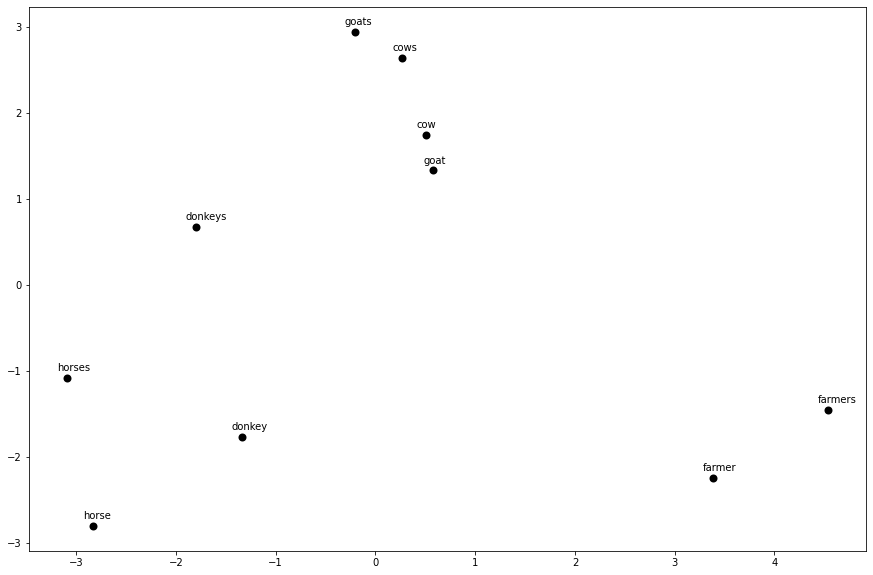 3
goats
cows
2
cow
goat
1
donkeys
0
horses
−1
farmers
donkey
−2
farmer
horse
−3
−3 −2 −1 0 1 2 3 4